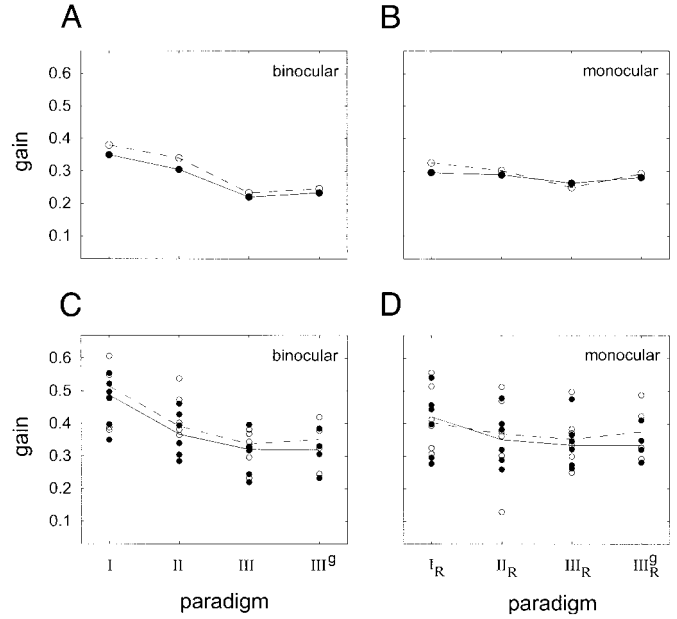 A
B
binocular
monocular
gain
0.6
0.5
0.4
0.3
0.2
0.1
C
D
binocular
monocular
gain
0.6
0.5
0.4
0.3
0.2
0.1
I II III III^g
I_R II_R III_R III_R^g
paradigm
paradigm